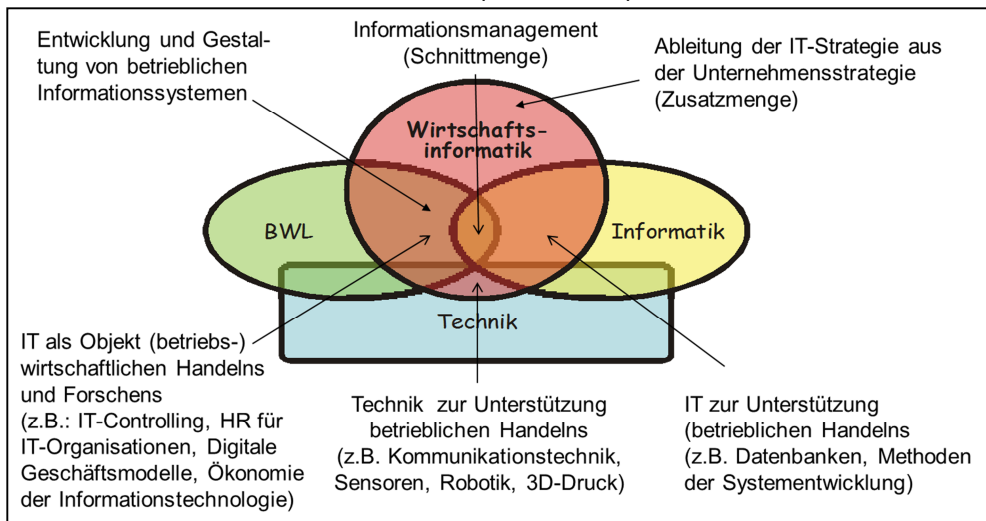 Entwicklung und Gestal-
tung von betrieblichen
Informationssystemen
Informationsmanagement
(Schnittmenge)
Ableitung der IT-Strategie aus
der Unternehmensstrategie
(Zusatzmenge)
Wirtschafts-
informatik
BWL
Informatik
Technik
IT als Objekt (betriebs-)
wirtschaftlichen Handelns
und Forschens
(z.B.: IT-Controlling, HR für
IT-Organisationen, Digitale
Geschäftsmodelle, Ökonomie
der Informationstechnologie)
Technik zur Unterstützung
betrieblichen Handelns
(z.B. Kommunikationstechnik,
Sensoren, Robotik, 3D-Druck)
IT zur Unterstützung
(betrieblichen Handelns
(z.B. Datenbanken, Methoden
der Systementwicklung)